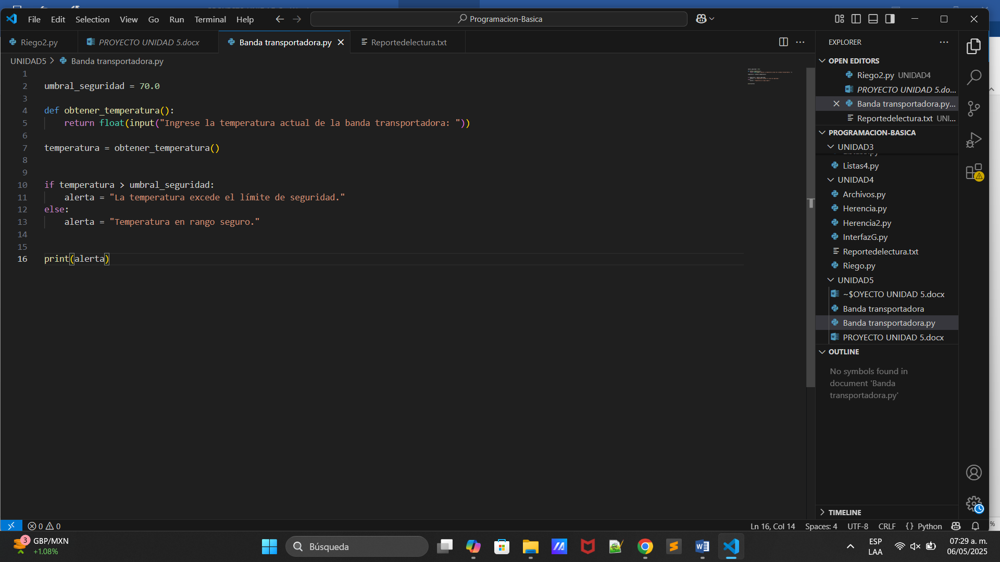 File Edit Selection View Go Run Terminal Help
Programacion-Basica
Riego2.py
PROYECTO UNIDAD 5.docx
Banda transportadora.py
Reportedelectura.txt
UNIDAD5 > Banda transportadora.py
1
2 umbral_seguridad = 70.0
3
4 def obtener_temperatura():
5 return float(input("Ingrese la temperatura actual de la banda transportadora: "))
6
7 temperatura = obtener_temperatura()
8
9
10 if temperatura > umbral_seguridad:
11 alerta = "La temperatura excede el límite de seguridad."
12 else:
13 alerta = "Temperatura en rango seguro."
14
15
16 print(alerta)
EXPLORER
OPEN EDITORS
Riego2.py UNIDAD4
PROYECTO UNIDAD 5.do...
Banda transportadora.py...
Reportedelectura.txt UNI...
PROGRAMACION-BASICA
UNIDAD3
Listas4.py
UNIDAD4
Archivos.py
Herencia.py
Herencia2.py
InterfazG.py
Reportedelectura.txt
Riego.py
UNIDAD5
~$OYECTO UNIDAD 5.docx
Banda transportadora
Banda transportadora.py
PROYECTO UNIDAD 5.docx
OUTLINE
No symbols found in
document 'Banda
transportadora.py'
TIMELINE
0 0
Ln 16, Col 14 Spaces: 4 UTF-8 CRLF {} Python
%
3
GBP/MXN
+1.08%
Búsqueda
ESP
LAA
07:29 a. m.
06/05/2025